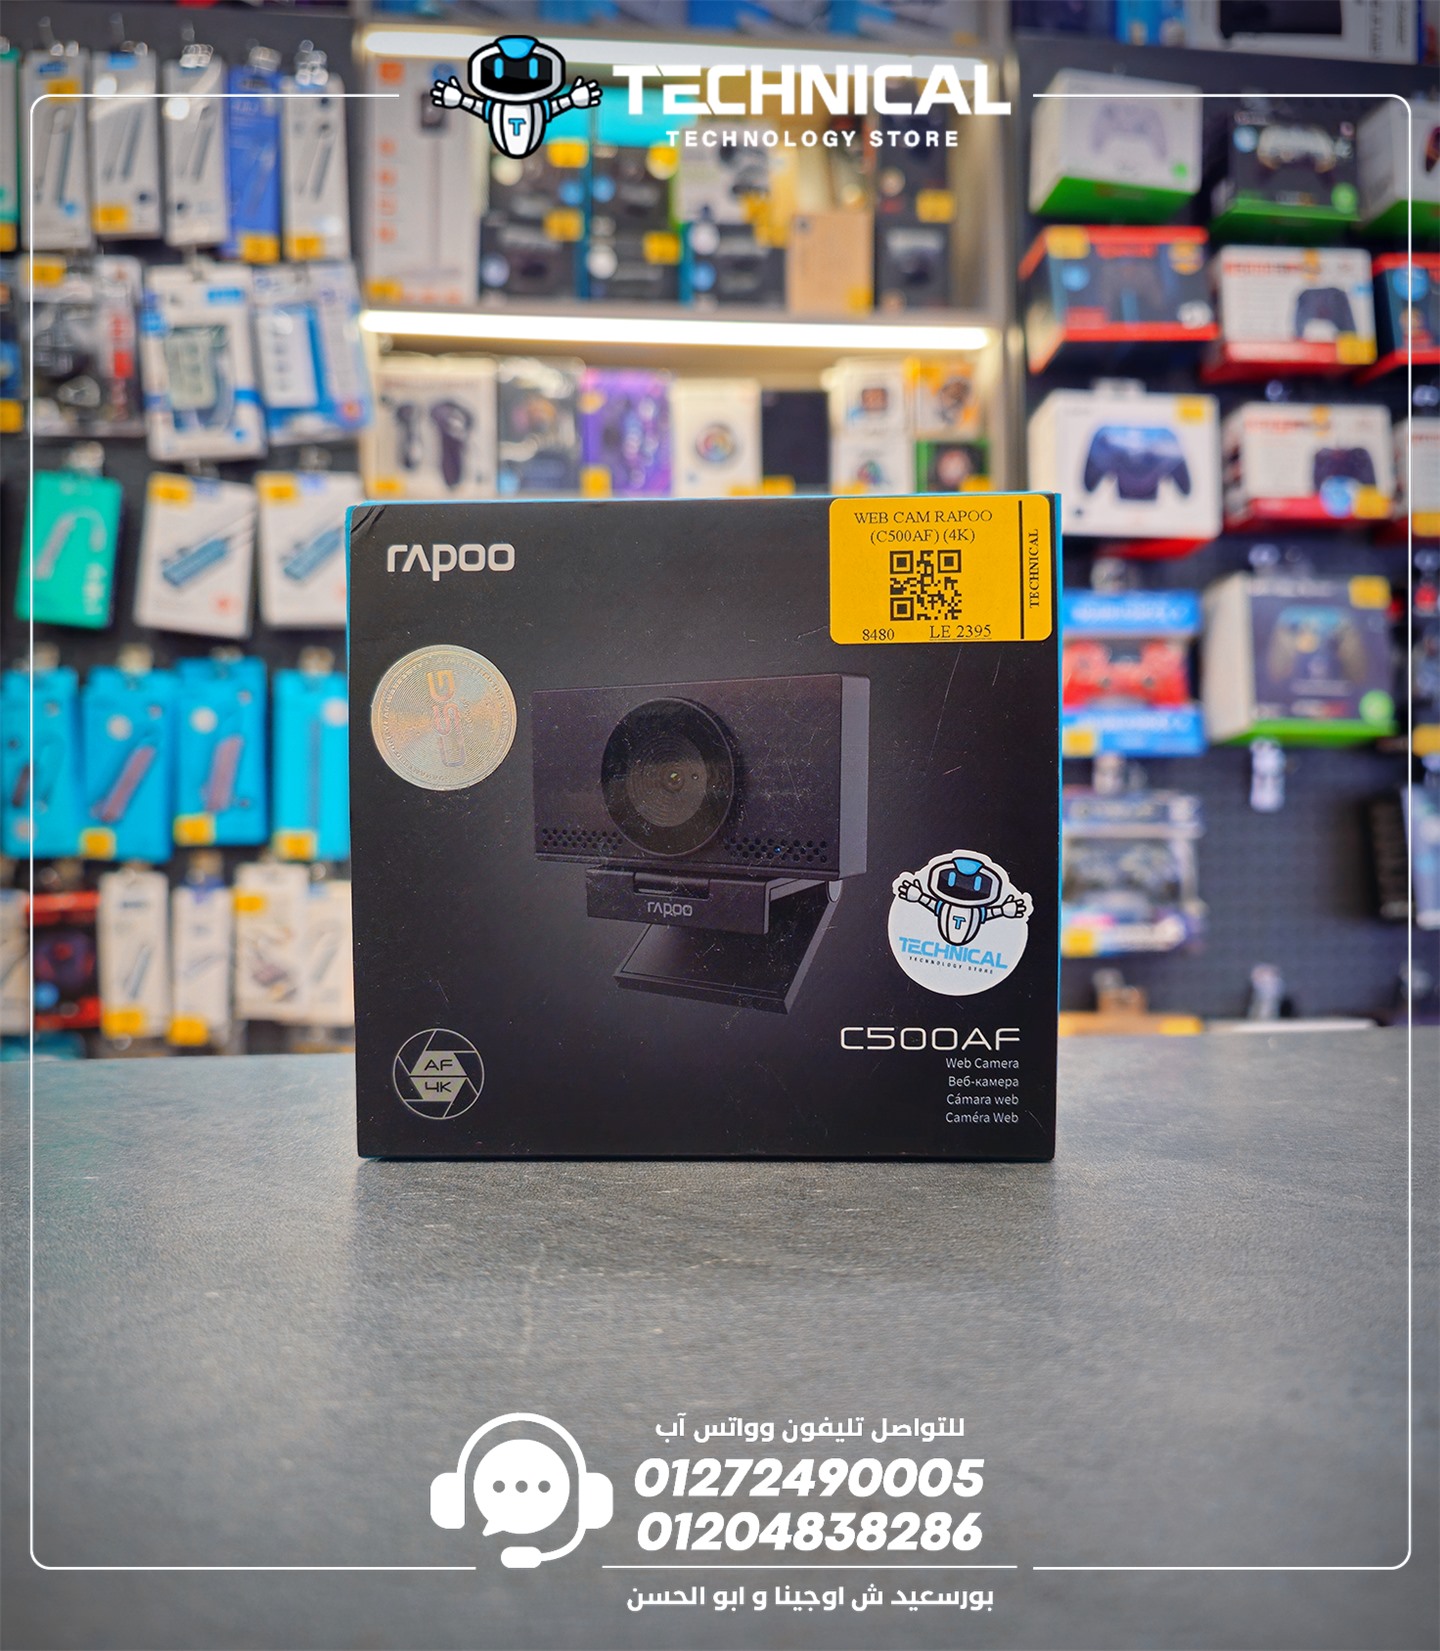 TECHNICAL
TECHNOLOGY STORE
T
rapoo
WEB CAM RAPOO
(C500AF) (4K)
8480 LE 2395
TECHNICAL
rapoo
T
TECHNICAL
TECHNOLOGY STORE
AF
4K
C500AF
Web Camera
Веб-камера
Cámara web
Caméra Web
للتواصل تليفون وواتس آب
01272490005
01204838286
بورسعيد ش اوجينا و ابو الحسن